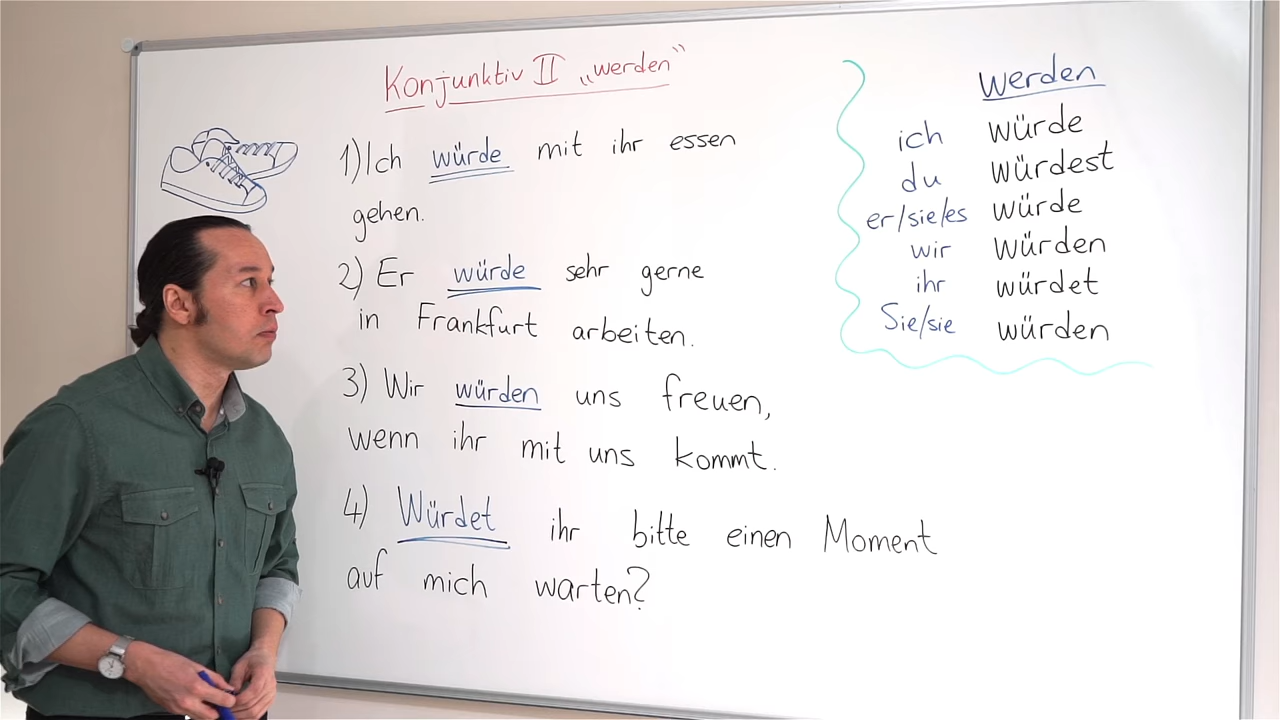 Konjunktiv II „werden“
1) Ich würde mit ihr essen
gehen.
2) Er würde sehr gerne
in Frankfurt arbeiten.
3) Wir würden uns freuen,
wenn ihr mit uns kommt.
4) Würdet ihr bitte einen Moment
auf mich warten?
werden
ich würde
du würdest
er/sie/es würde
wir würden
ihr würdet
Sie/sie würden